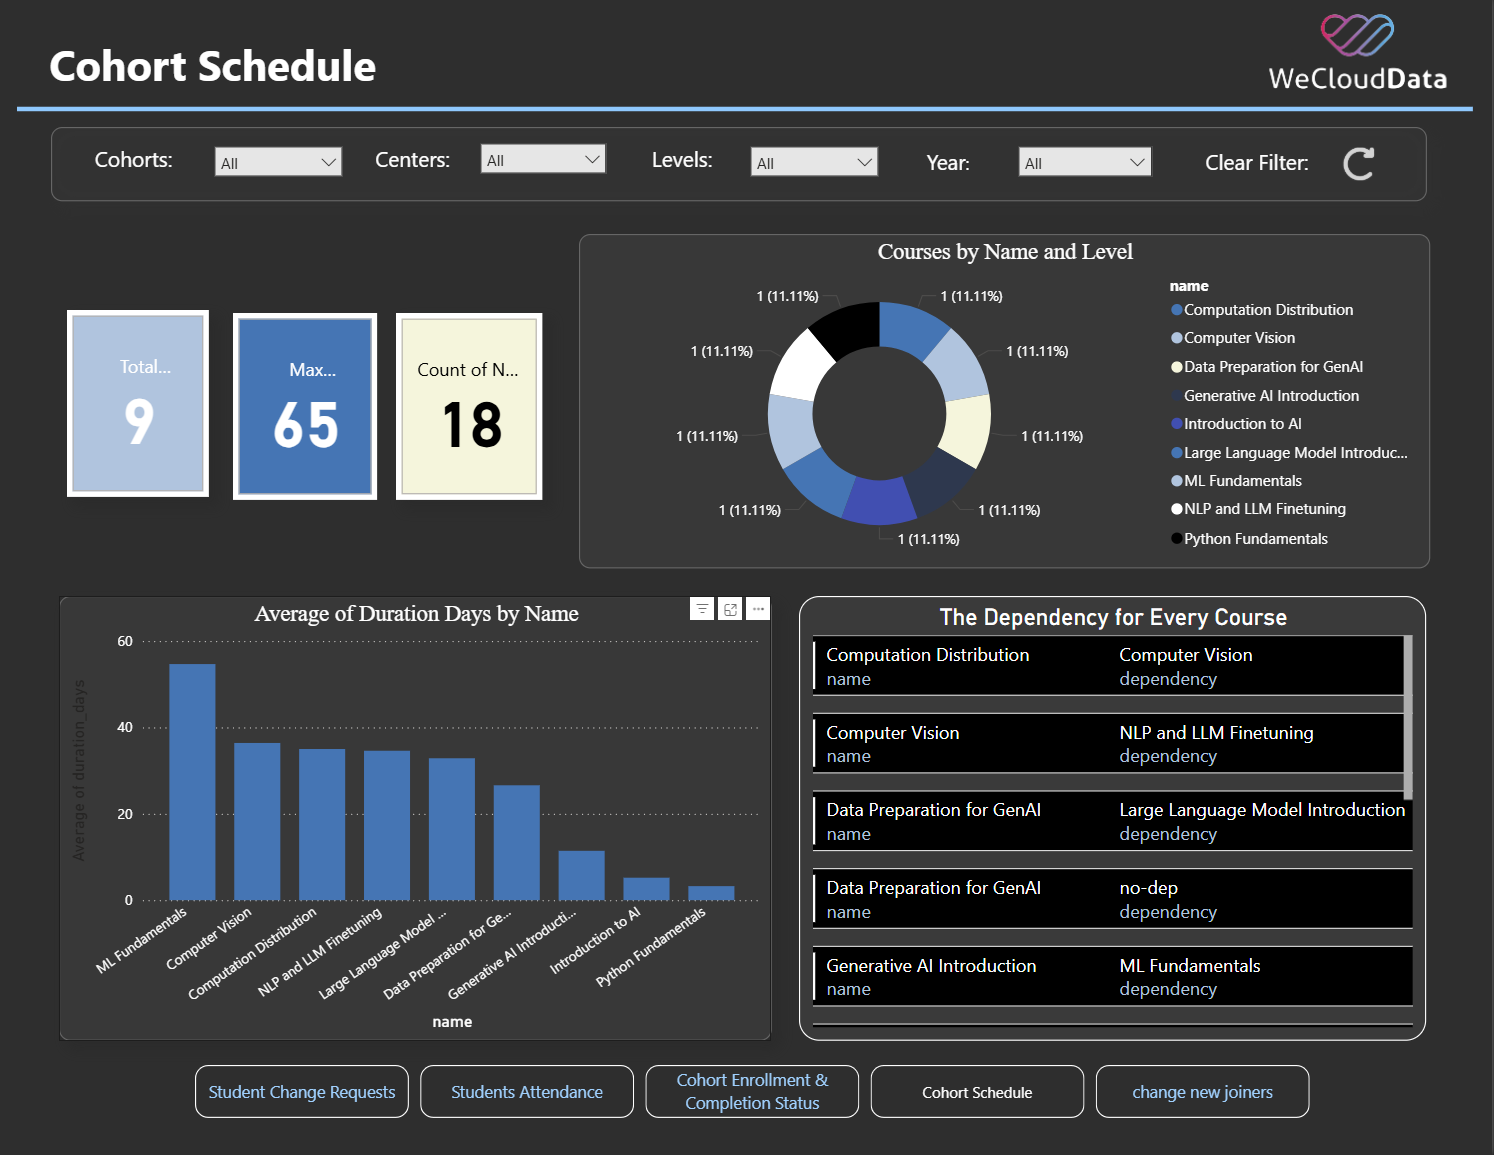 Cohort Schedule
WeCloudData
Cohorts:
All
Centers:
All
Levels:
All
Year:
All
Clear Filter:
Total...
9
Max...
65
Count of N...
18
Courses by Name and Level
1 (11.11%)
1 (11.11%)
1 (11.11%)
1 (11.11%)
1 (11.11%)
1 (11.11%)
1 (11.11%)
1 (11.11%)
1 (11.11%)
name
Computation Distribution
Computer Vision
Data Preparation for GenAI
Generative AI Introduction
Introduction to AI
Large Language Model Introduc...
ML Fundamentals
NLP and LLM Finetuning
Python Fundamentals
Average of Duration Days by Name
Average of duration_days
60
40
20
0
ML Fundamentals
Computer Vision
Computation Distribution
NLP and LLM Finetuning
Large Language Model ...
Data Preparation for Ge...
Generative AI Introducti...
Introduction to AI
Python Fundamentals
name
The Dependency for Every Course
Computation Distribution
name
Computer Vision
dependency
Computer Vision
name
NLP and LLM Finetuning
dependency
Data Preparation for GenAI
name
Large Language Model Introduction
dependency
Data Preparation for GenAI
name
no-dep
dependency
Generative AI Introduction
name
ML Fundamentals
dependency
Student Change Requests
Students Attendance
Cohort Enrollment &
Completion Status
Cohort Schedule
change new joiners